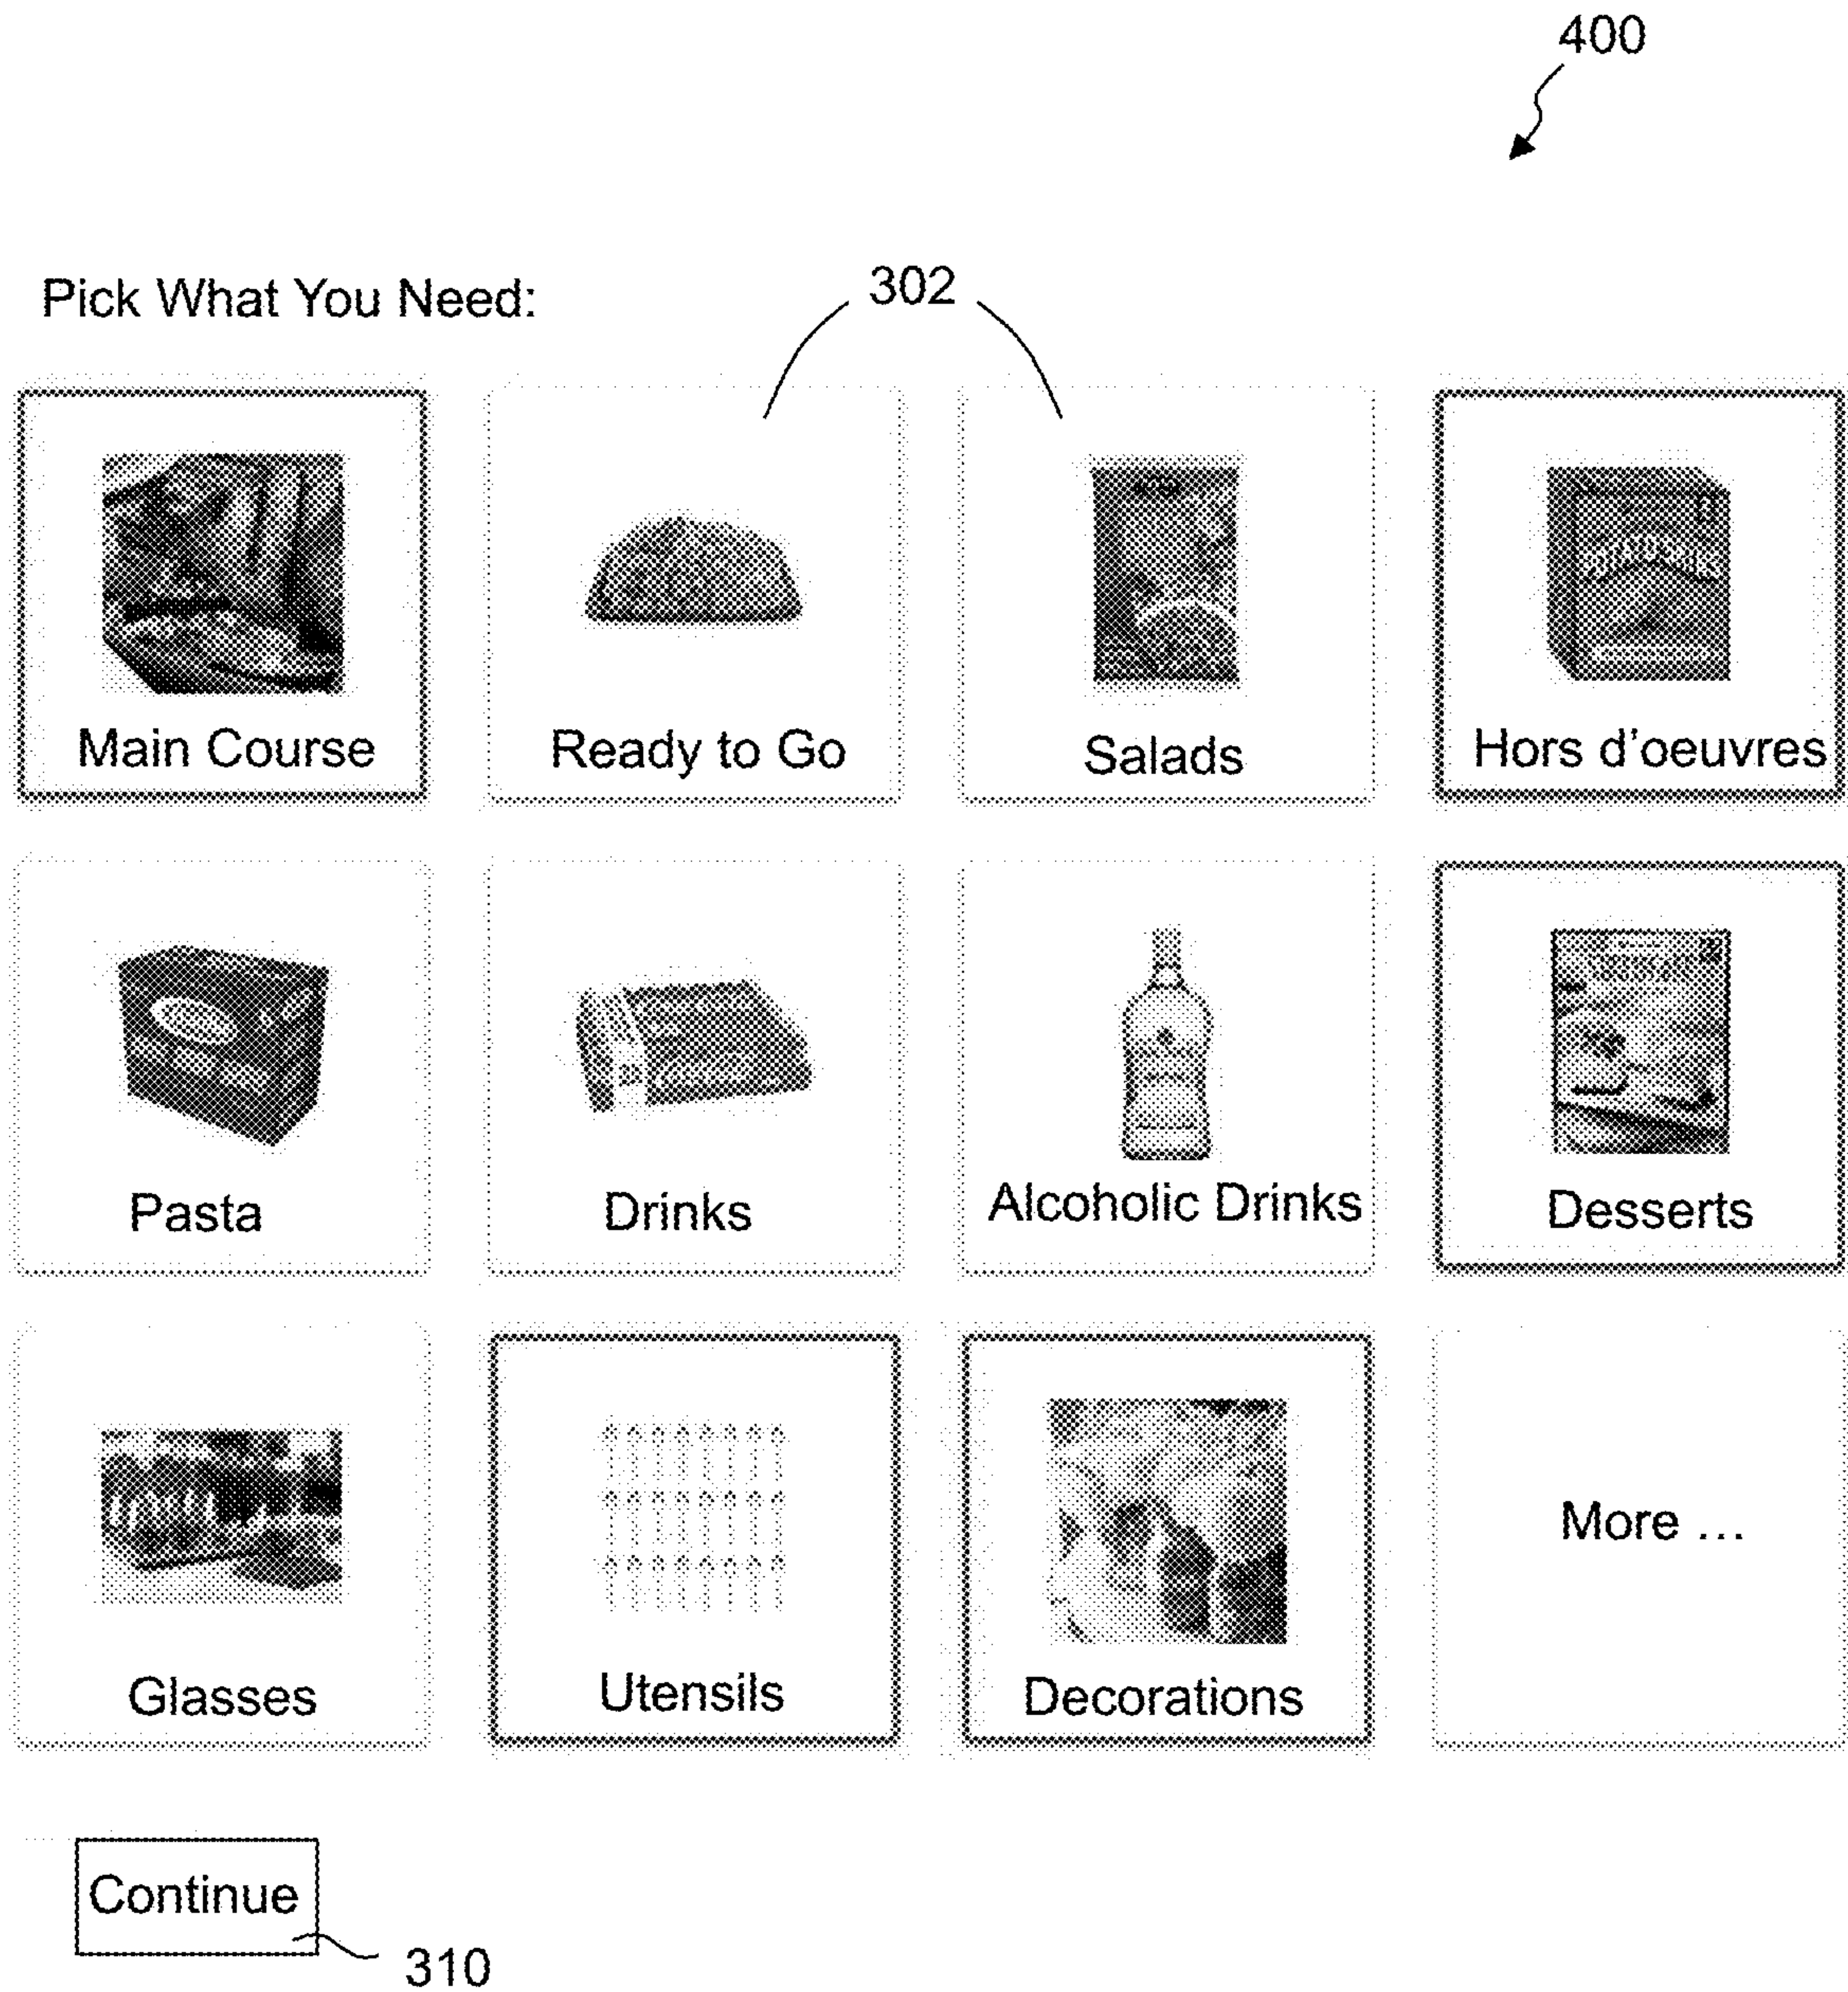 400
Pick What You Need:
302
Main Course
Ready to Go
Salads
Hors d’oeuvres
Pasta
Drinks
Alcoholic Drinks
Desserts
Glasses
Utensils
Decorations
More ...
Continue
310